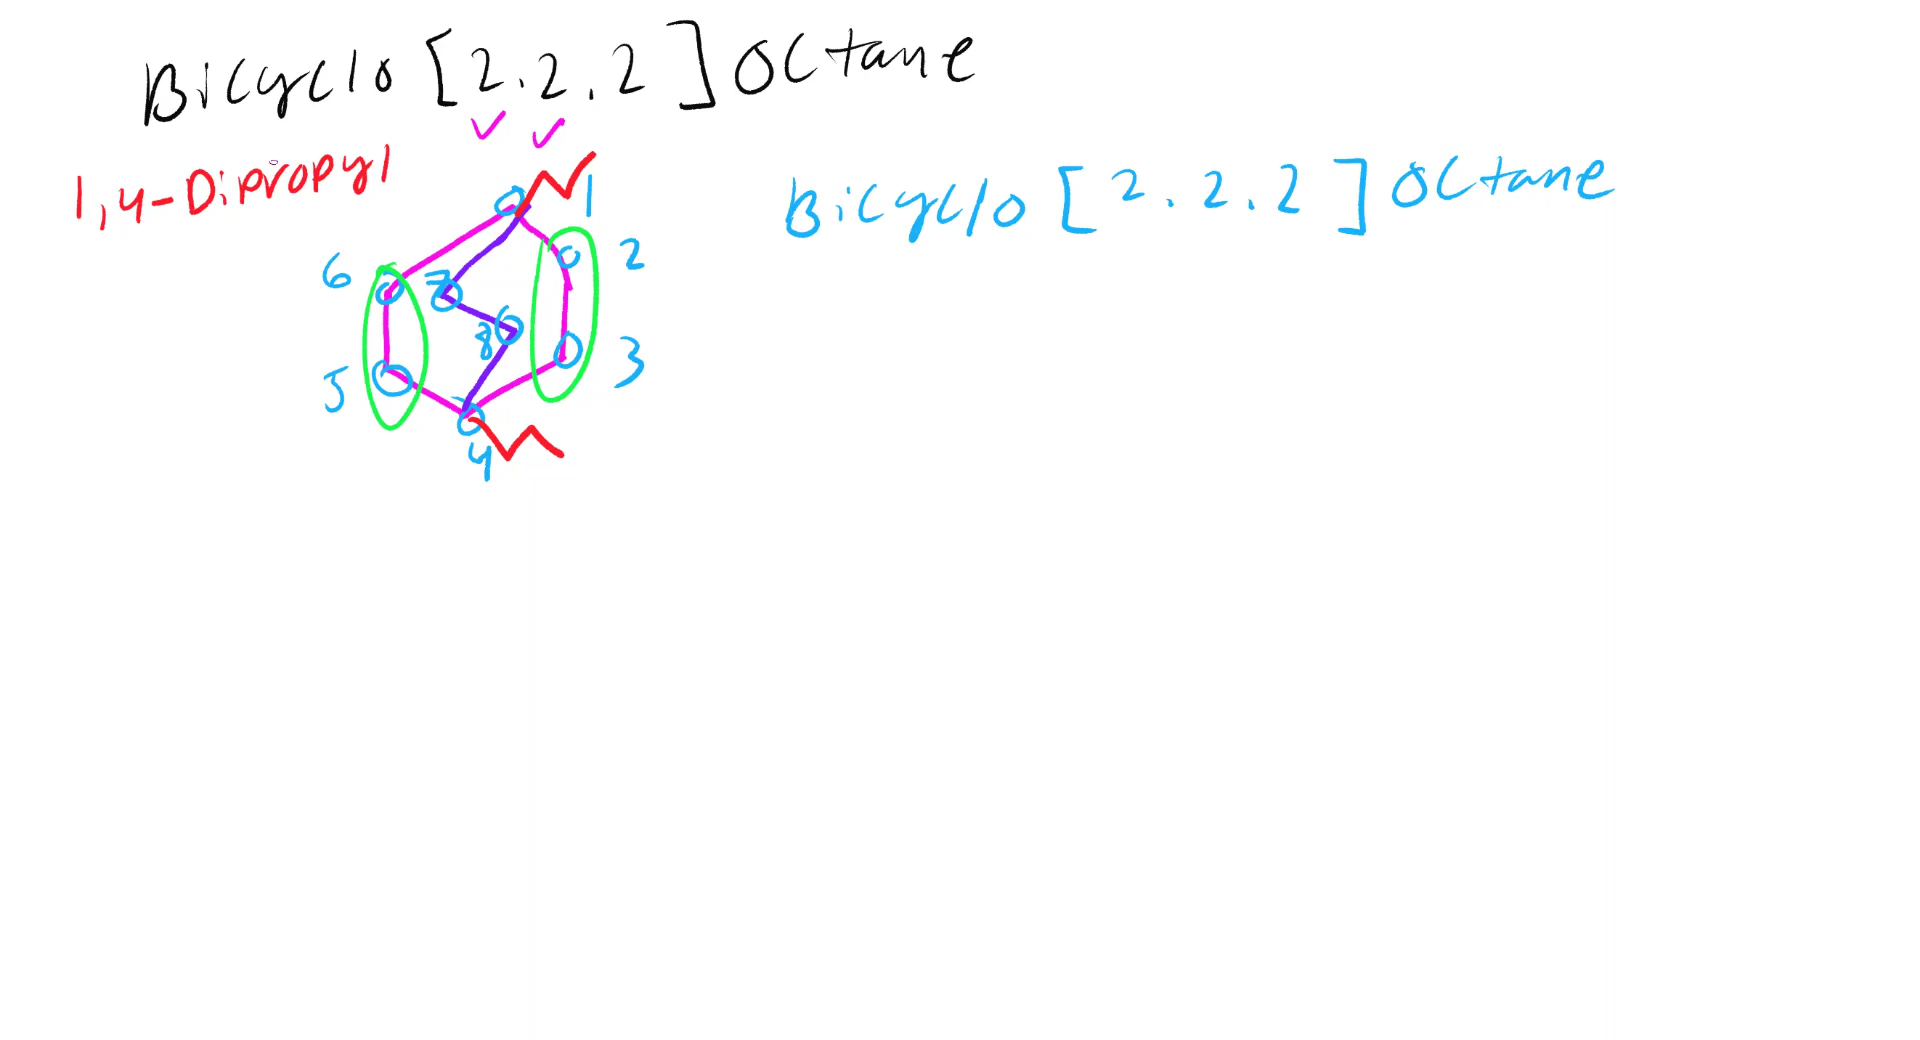 Bicyclo [2.2.2] octane
1,4-Dipropyl
Bicyclo [2.2.2] octane
1
2
6
7
8
3
5
4